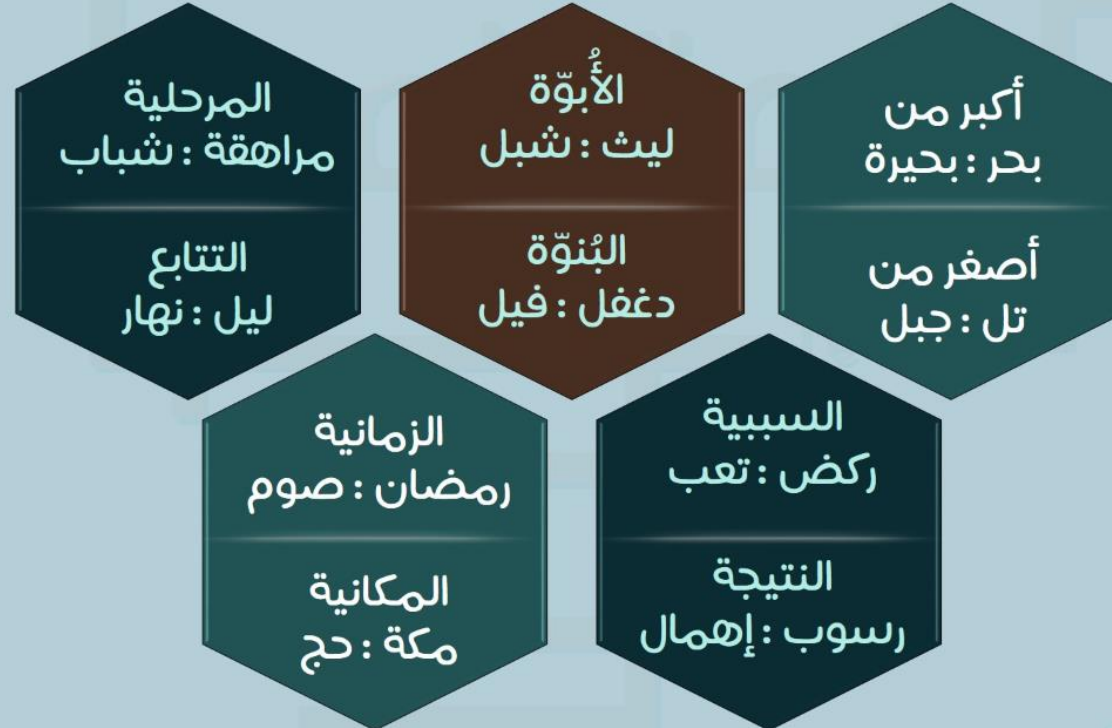 أكبر من
بحر : بحيرة
أصغر من
تل : جبل
الأُبوّة
ليث : شبل
البُنوّة
دغفل : فيل
المرحلية
مراهقة : شباب
التتابع
ليل : نهار
السببية
ركض : تعب
النتيجة
رسوب : إهمال
الزمانية
رمضان : صوم
المكانية
مكة : حج